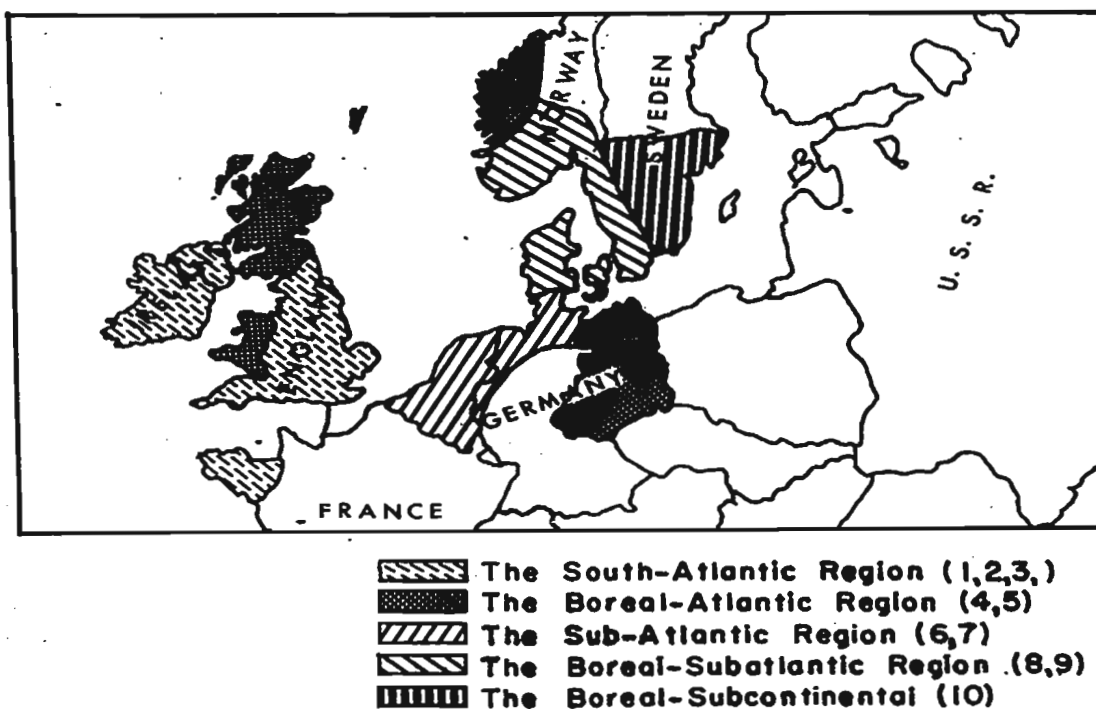 NORWAY
SWEDEN
U. S. S. R.
GERMANY
FRANCE
The South-Atlantic Region (1,2,3,)
The Boreal-Atlantic Region (4,5)
The Sub-Atlantic Region (6,7)
The Boreal-Subatlantic Region (8,9)
The Boreal-Subcontinental (10)